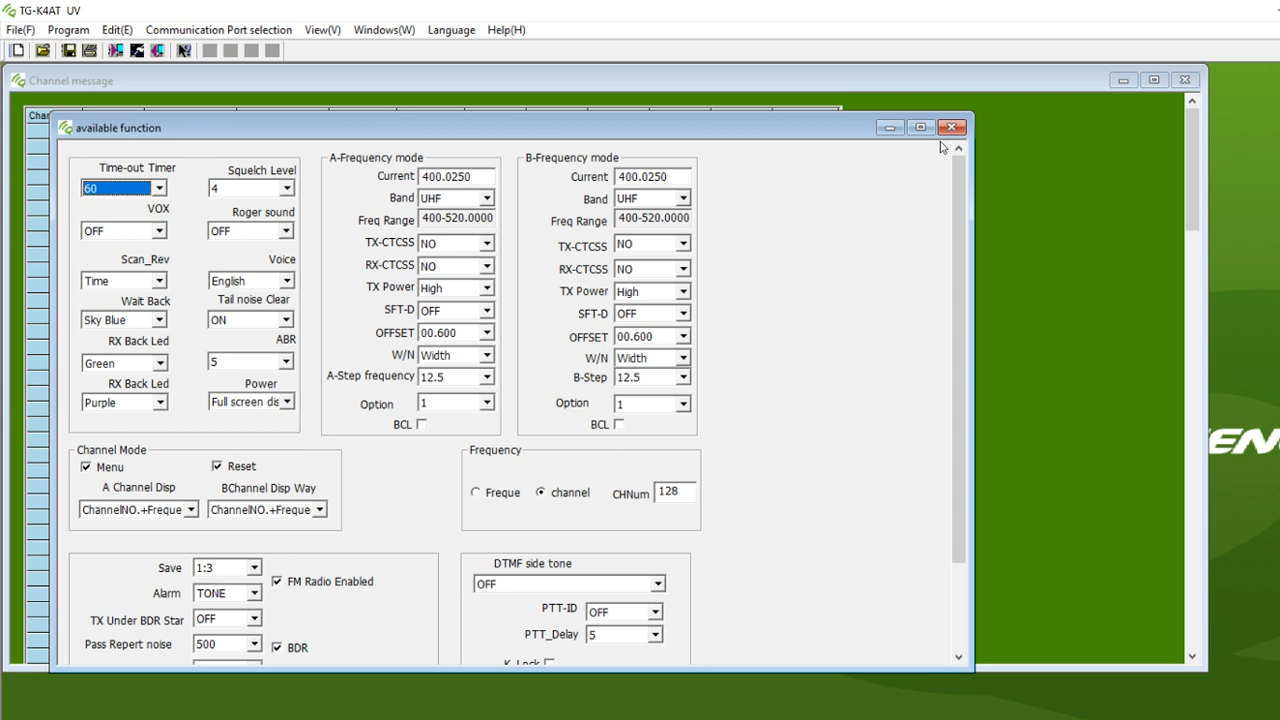 TG-K4AT UV
File(F) Program Edit(E) Communication Port selection View(V) Windows(W) Language Help(H)
Channel message
available function
Time-out Timer
60
Squelch Level
4
VOX
OFF
Roger sound
OFF
Scan_Rev
Time
Voice
English
Wait Back
Sky Blue
Tail noise Clear
ON
RX Back Led
Green
ABR
5
RX Back Led
Purple
Power
Full screen dis
A-Frequency mode
Current 400.0250
Band UHF
Freq Range 400-520.0000
TX-CTCSS NO
RX-CTCSS NO
TX Power High
SFT-D OFF
OFFSET 00.600
W/N Width
A-Step frequency 12.5
Option 1
BCL
B-Frequency mode
Current 400.0250
Band UHF
Freq Range 400-520.0000
TX-CTCSS NO
RX-CTCSS NO
TX Power High
SFT-D OFF
OFFSET 00.600
W/N Width
B-Step 12.5
Option 1
BCL
Channel Mode
Menu Reset
A Channel Disp BChannel Disp Way
ChannelNO.+Freque ChannelNO.+Freque
Frequency
Freque channel CHNum 128
Save 1:3
FM Radio Enabled
Alarm TONE
TX Under BDR Star OFF
Pass Repert noise 500
BDR
DTMF side tone
OFF
PTT-ID OFF
PTT_Delay 5